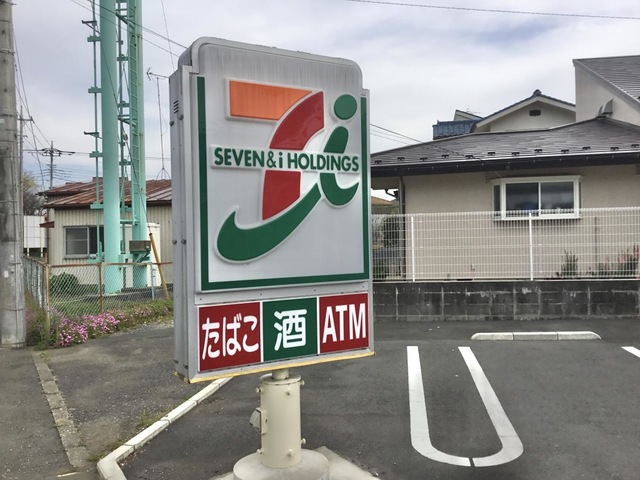 SEVEN & i HOLDINGS
たばこ 酒 ATM